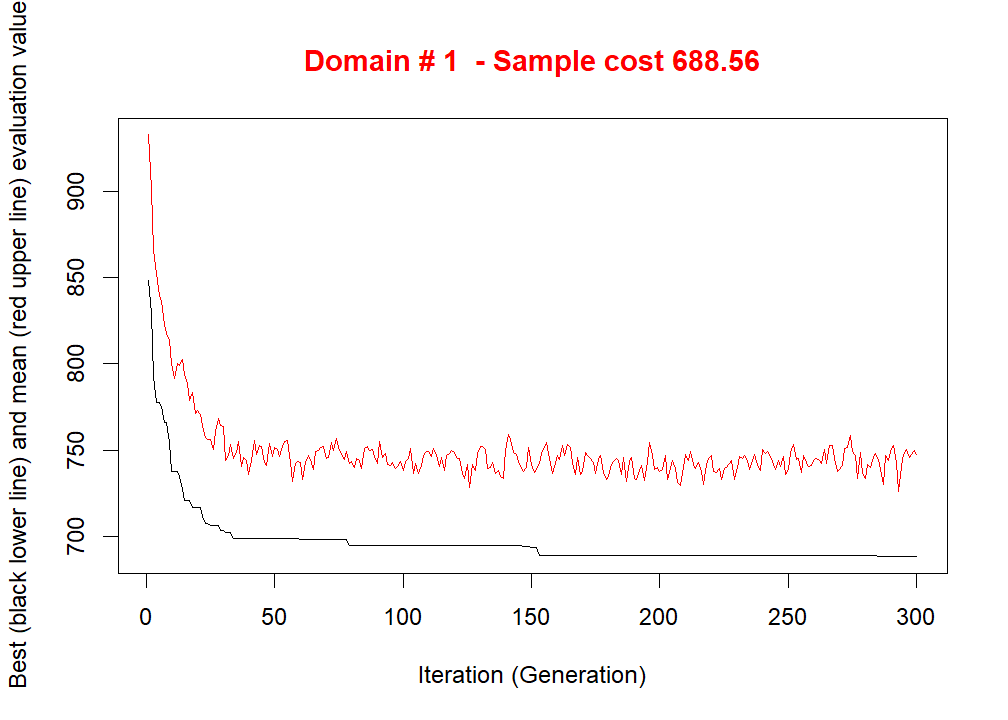 Domain # 1  - Sample cost 688.56
Best (black lower line) and mean (red upper line) evaluation value
900
850
800
750
700
0 50 100 150 200 250 300
Iteration (Generation)